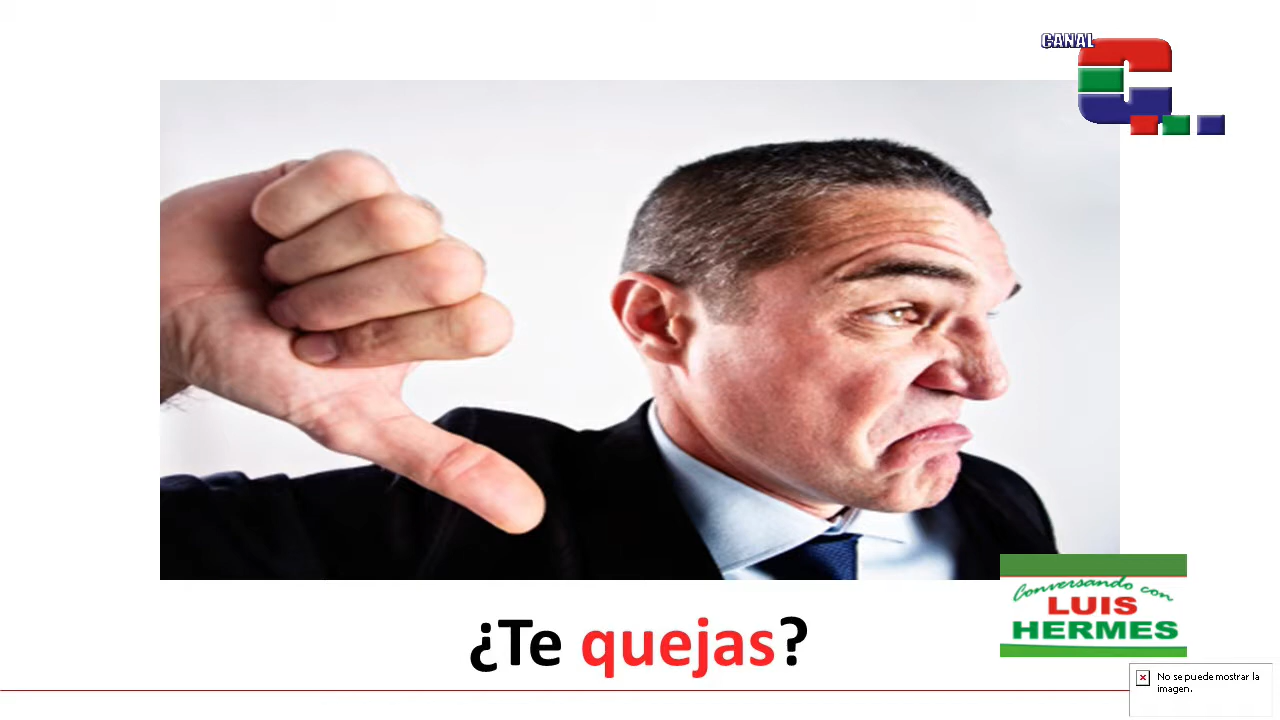 CANAL
¿Te quejas?
Conversando con
LUIS
HERMES
No se puede mostrar la
imagen.